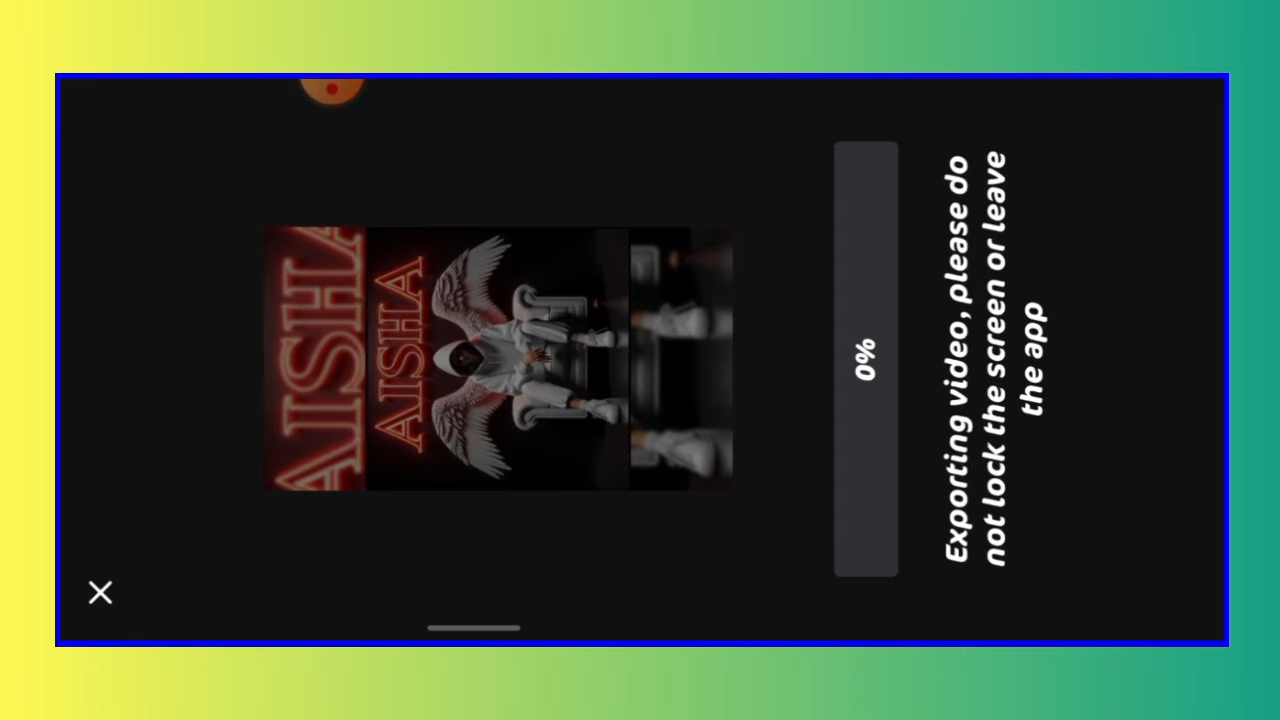 AISHA
AISHA
0%
Exporting video, please do
not lock the screen or leave
the app